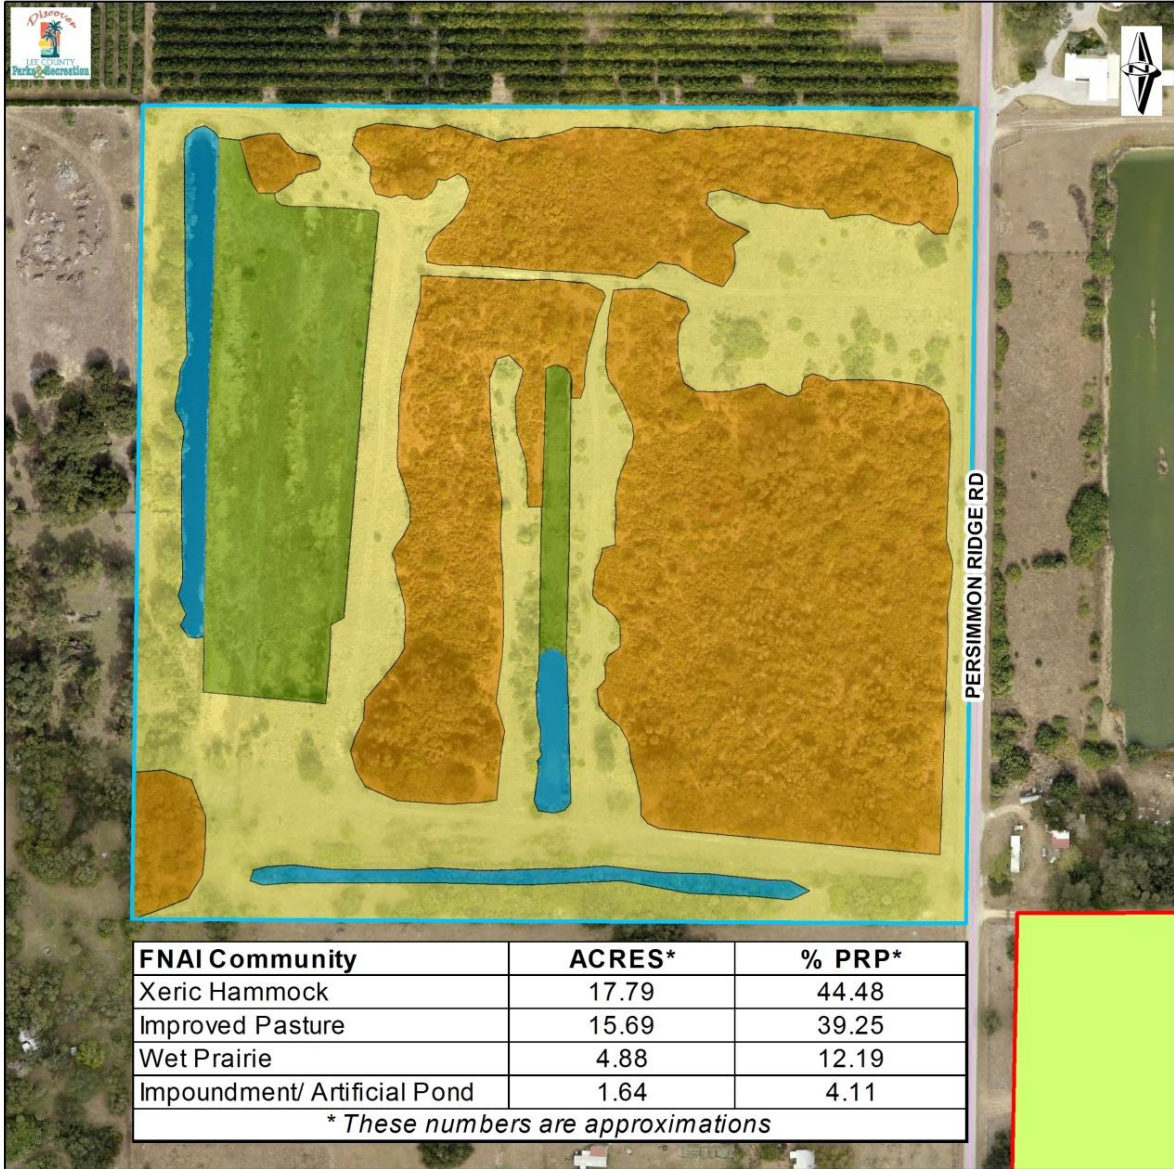 Discover
LEE COUNTY
Parks & Recreation
N
PERSIMMON RIDGE RD
FNAI Community ACRES* % PRP*
Xeric Hammock 17.79 44.48
Improved Pasture 15.69 39.25
Wet Prairie 4.88 12.19
Impoundment/ Artificial Pond 1.64 4.11
* These numbers are approximations